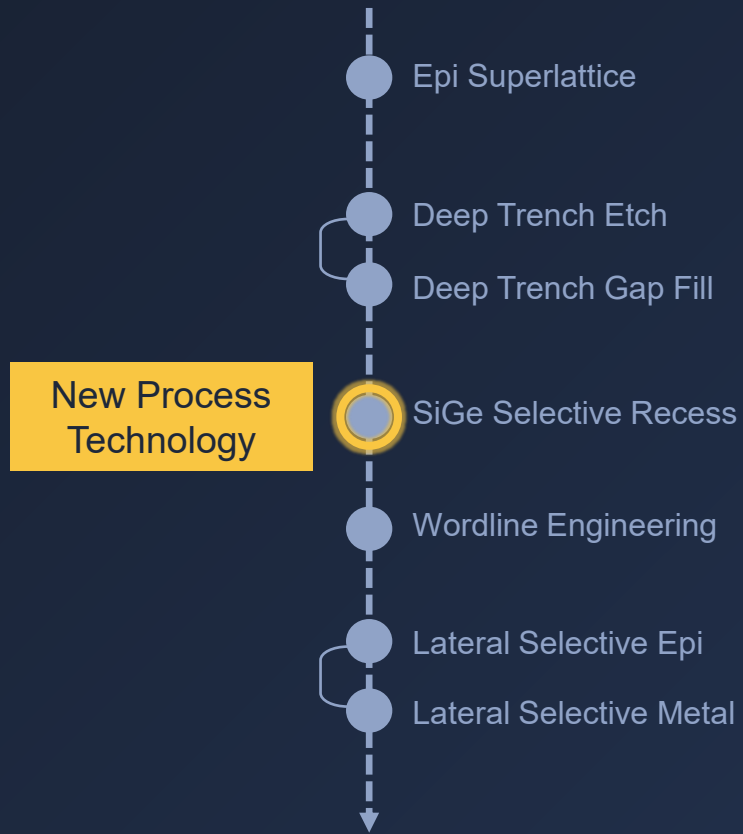 Epi Superlattice
Deep Trench Etch
Deep Trench Gap Fill
New Process
Technology
SiGe Selective Recess
Wordline Engineering
Lateral Selective Epi
Lateral Selective Metal